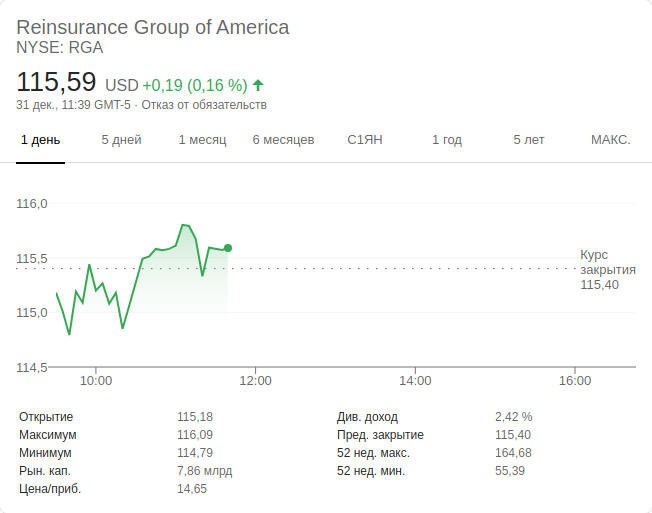 Reinsurance Group of America
NYSE: RGA
115,59 USD +0,19 (0,16 %)
31 дек., 11:39 GMT-5 · Отказ от обязательств
1 день 5 дней 1 месяц 6 месяцев С1ЯН 1 год 5 лет МАКС.
116,0
115,5
115,0
114,5
Курс
закрытия
115,40
10:00 12:00 14:00 16:00
Открытие 115,18 Див. доход 2,42 %
Максимум 116,09 Пред. закрытие 115,40
Минимум 114,79 52 нед. макс. 164,68
Рын. кап. 7,86 млрд 52 нед. мин. 55,39
Цена/приб. 14,65